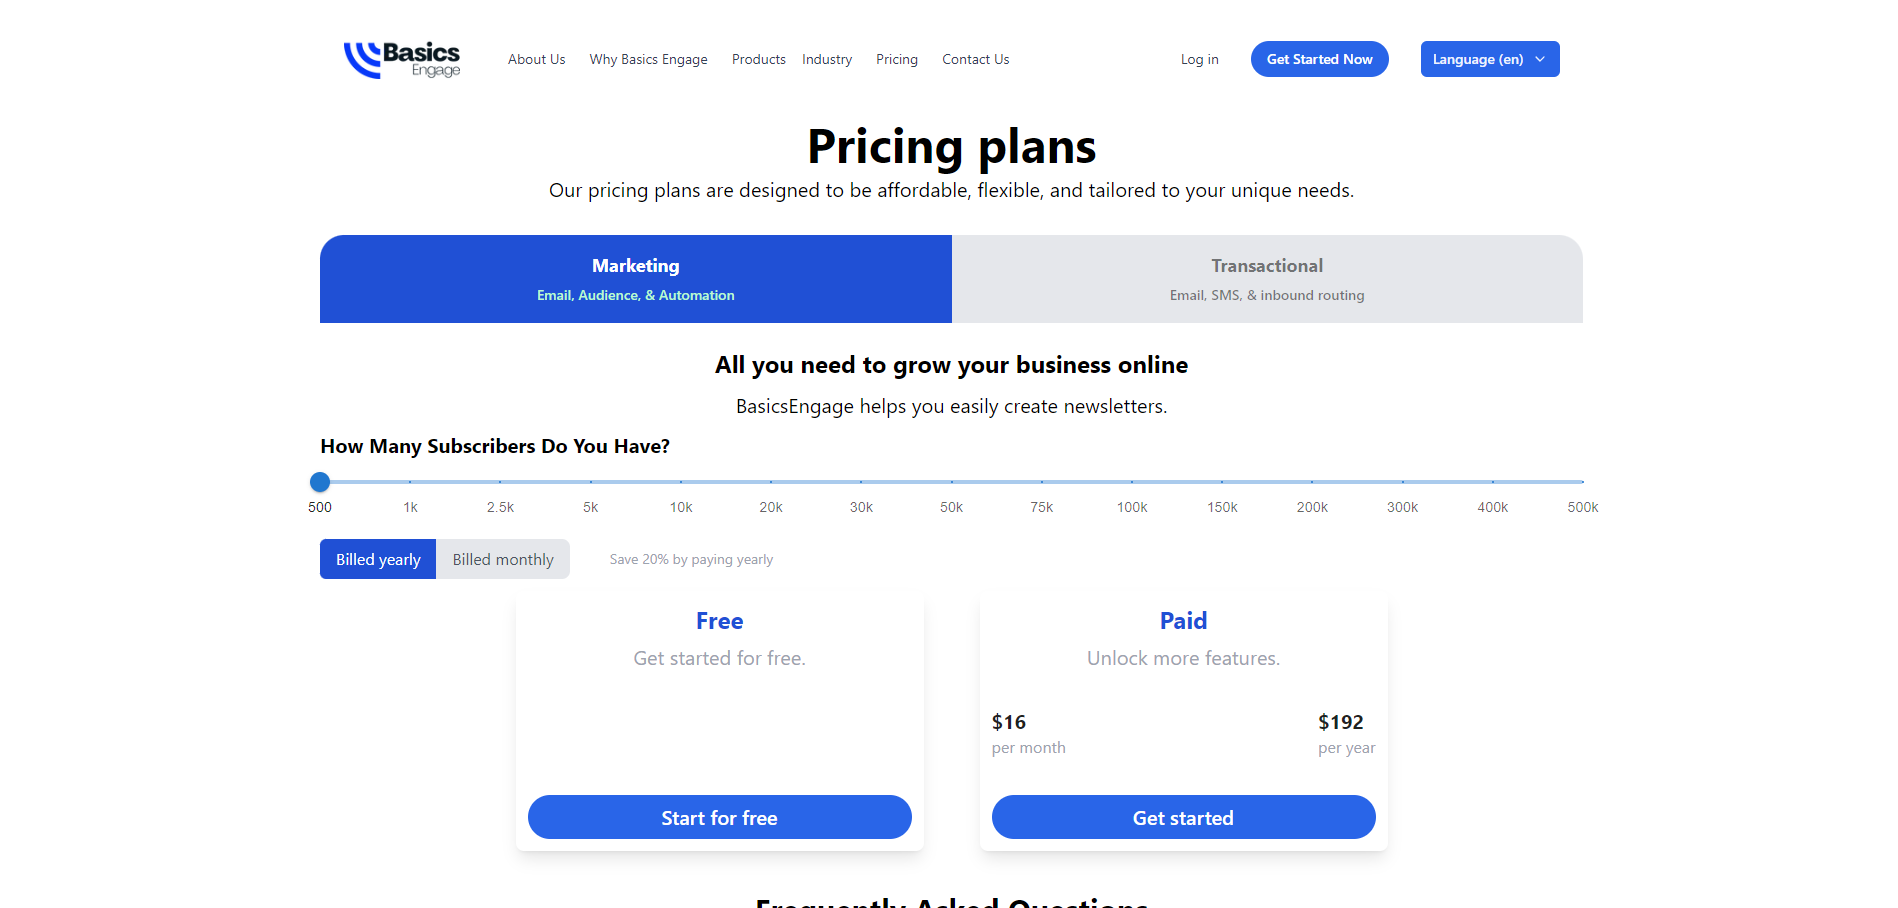 Basics
Engage
About Us Why Basics Engage Products Industry Pricing Contact Us Log in Get Started Now Language (en)
Pricing plans
Our pricing plans are designed to be affordable, flexible, and tailored to your unique needs.
Marketing
Email, Audience, & Automation
Transactional
Email, SMS, & inbound routing
All you need to grow your business online
BasicsEngage helps you easily create newsletters.
How Many Subscribers Do You Have?
500 1k 2.5k 5k 10k 20k 30k 50k 75k 100k 150k 200k 300k 400k 500k
Billed yearly Billed monthly Save 20% by paying yearly
Free
Get started for free.
Start for free
Paid
Unlock more features.
$16 $192
per month per year
Get started
Frequently Asked Questions